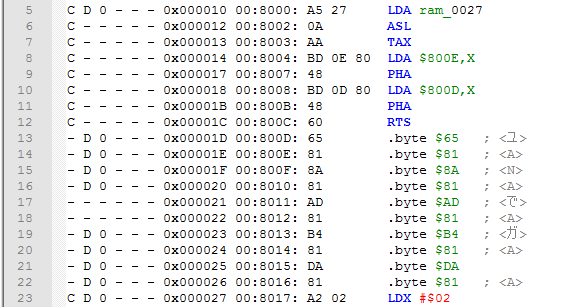 5 C D 0 - - - 0x000010 00:8000: A5 27 LDA ram_0027
6 C - - - - - 0x000012 00:8002: 0A ASL
7 C - - - - - 0x000013 00:8003: AA TAX
8 C - - - - - 0x000014 00:8004: BD 0E 80 LDA $800E,X
9 C - - - - - 0x000017 00:8007: 48 PHA
10 C - - - - - 0x000018 00:8008: BD 0D 80 LDA $800D,X
11 C - - - - - 0x00001B 00:800B: 48 PHA
12 C - - - - - 0x00001C 00:800C: 60 RTS
13 - D 0 - - - 0x00001D 00:800D: 65 .byte $65 ; <ユ>
14 - D 0 - - - 0x00001E 00:800E: 81 .byte $81 ; <A>
15 - D 0 - - - 0x00001F 00:800F: 8A .byte $8A ; <N>
16 - D 0 - - - 0x000020 00:8010: 81 .byte $81 ; <A>
17 - - - - - - 0x000021 00:8011: AD .byte $AD ; <で>
18 - - - - - - 0x000022 00:8012: 81 .byte $81 ; <A>
19 - D 0 - - - 0x000023 00:8013: B4 .byte $B4 ; <ガ>
20 - D 0 - - - 0x000024 00:8014: 81 .byte $81 ; <A>
21 - D 0 - - - 0x000025 00:8015: DA .byte $DA
22 - D 0 - - - 0x000026 00:8016: 81 .byte $81 ; <A>
23 C D 0 - - - 0x000027 00:8017: A2 02 LDX #$02